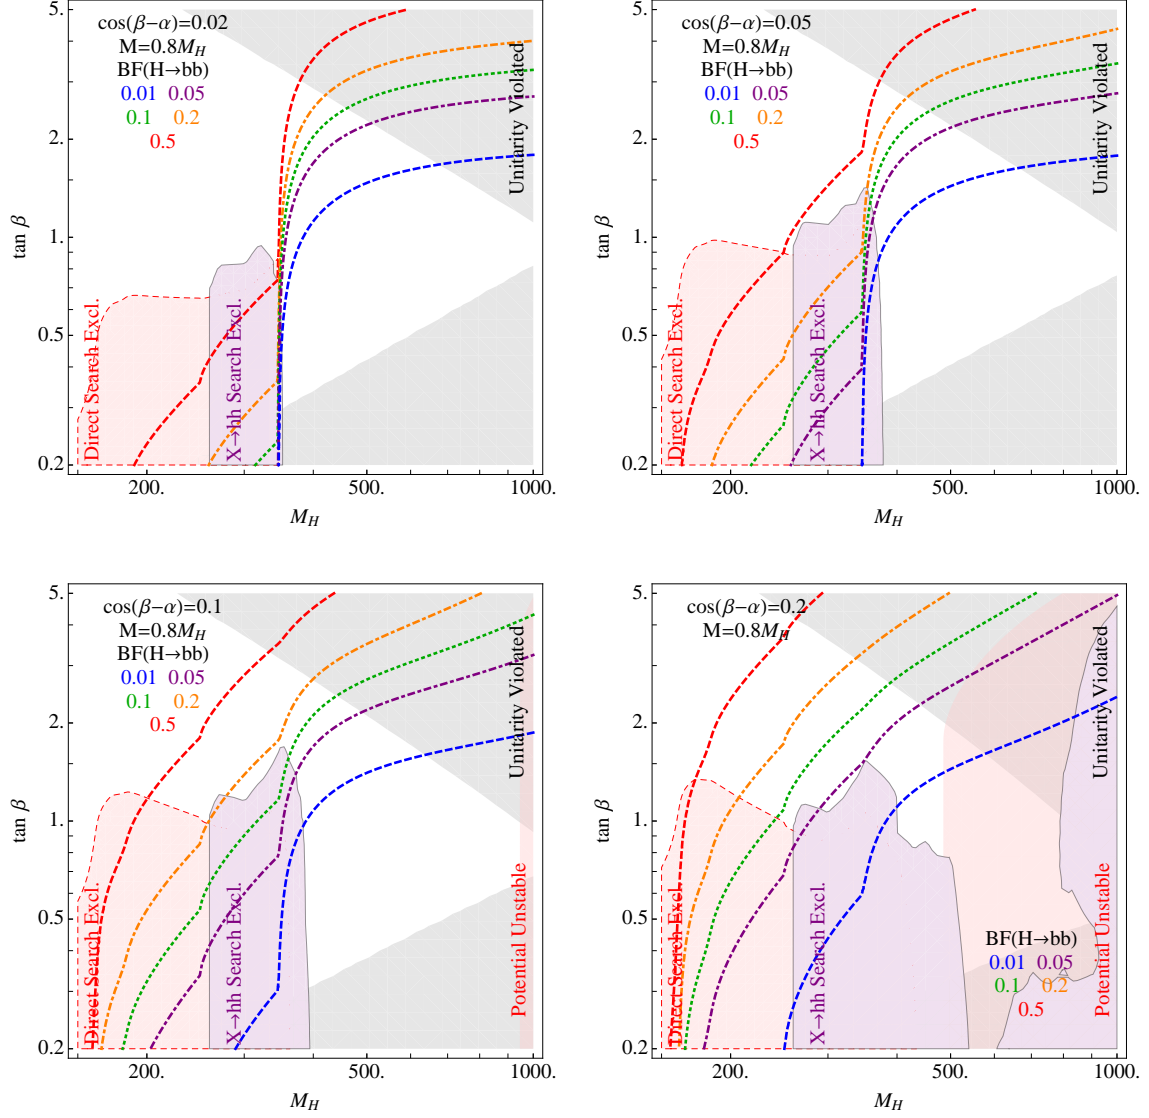 cos(β−α)=0.02
M=0.8M_H
BF(H→bb)
0.01 0.05
0.1 0.2
0.5
Unitarity Violated
Direct Search Excl.
X→hh Search Excl.
tan β
5.
2.
1.
0.5
0.2
200. 500. 1000.
M_H
cos(β−α)=0.05
M=0.8M_H
BF(H→bb)
0.01 0.05
0.1 0.2
0.5
Unitarity Violated
Direct Search Excl.
X→hh Search Excl.
tan β
5.
2.
1.
0.5
0.2
200. 500. 1000.
M_H
cos(β−α)=0.1
M=0.8M_H
BF(H→bb)
0.01 0.05
0.1 0.2
0.5
Unitarity Violated
Direct Search Excl.
X→hh Search Excl.
Potential Unstable
tan β
5.
2.
1.
0.5
0.2
200. 500. 1000.
M_H
cos(β−α)=0.2
M=0.8M_H
Unitarity Violated
Direct Search Excl.
X→hh Search Excl.
BF(H→bb)
0.01 0.05
0.1 0.2
0.5
Potential Unstable
tan β
5.
2.
1.
0.5
0.2
200. 500. 1000.
M_H